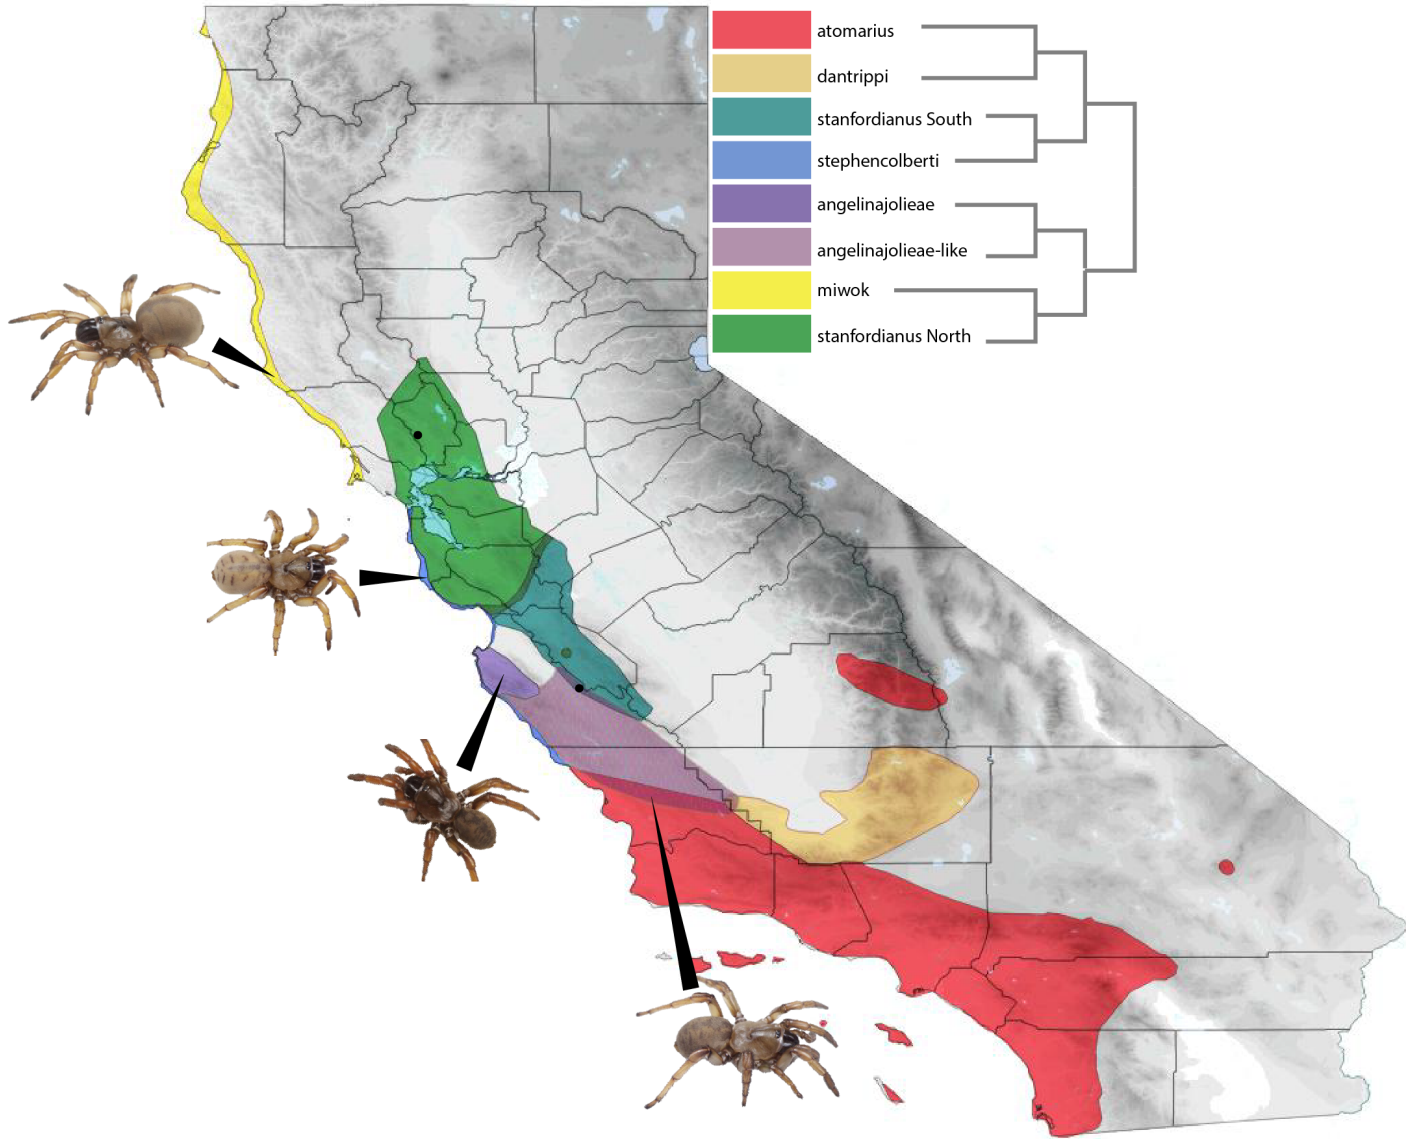 atomarius
dantrippi
stanfordianus South
stephencolberti
angelinajolieae
angelinajolieae-like
miwok
stanfordianus North